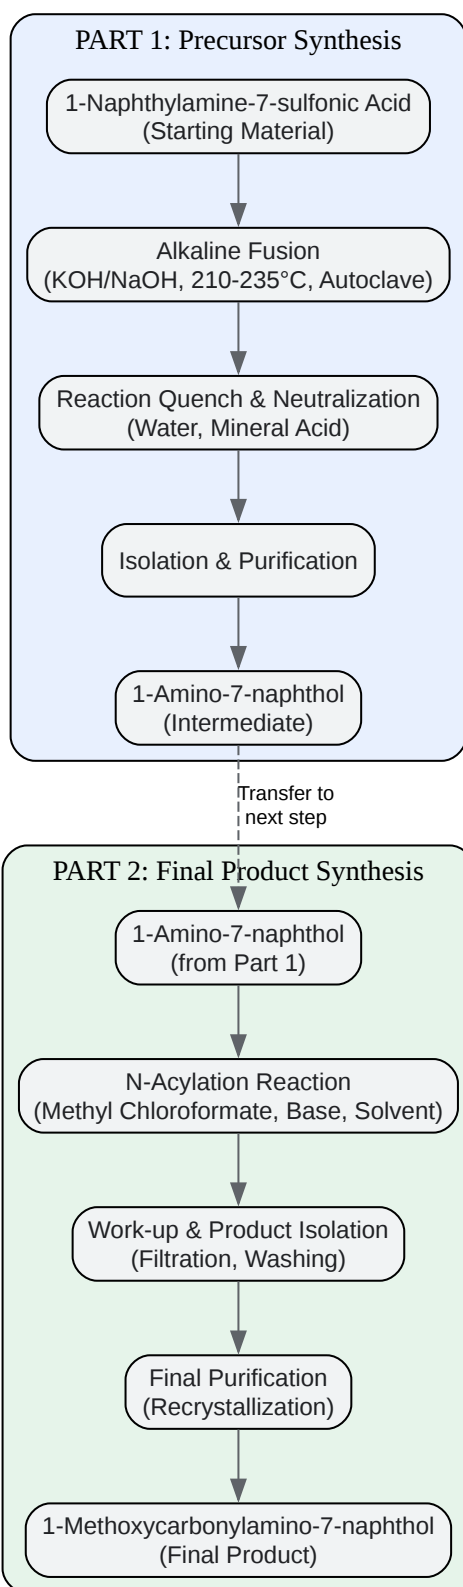 PART 1: Precursor Synthesis
1-Naphthylamine-7-sulfonic Acid
(Starting Material)
Alkaline Fusion
(KOH/NaOH, 210-235°C, Autoclave)
Reaction Quench & Neutralization
(Water, Mineral Acid)
Isolation & Purification
1-Amino-7-naphthol
(Intermediate)
Transfer to
next step
PART 2: Final Product Synthesis
1-Amino-7-naphthol
(from Part 1)
N-Acylation Reaction
(Methyl Chloroformate, Base, Solvent)
Work-up & Product Isolation
(Filtration, Washing)
Final Purification
(Recrystallization)
1-Methoxycarbonylamino-7-naphthol
(Final Product)